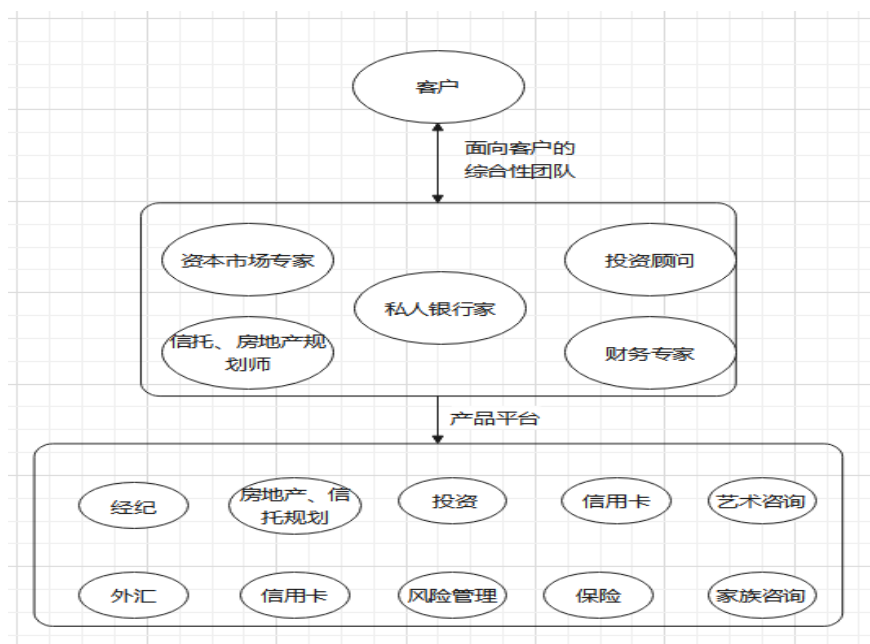 客户
面向客户的
综合性团队
资本市场专家
投资顾问
私人银行家
信托、房地产规
划师
财务专家
产品平台
经纪
房地产、信
托规划
投资
信用卡
艺术咨询
外汇
信用卡
风险管理
保险
家族咨询